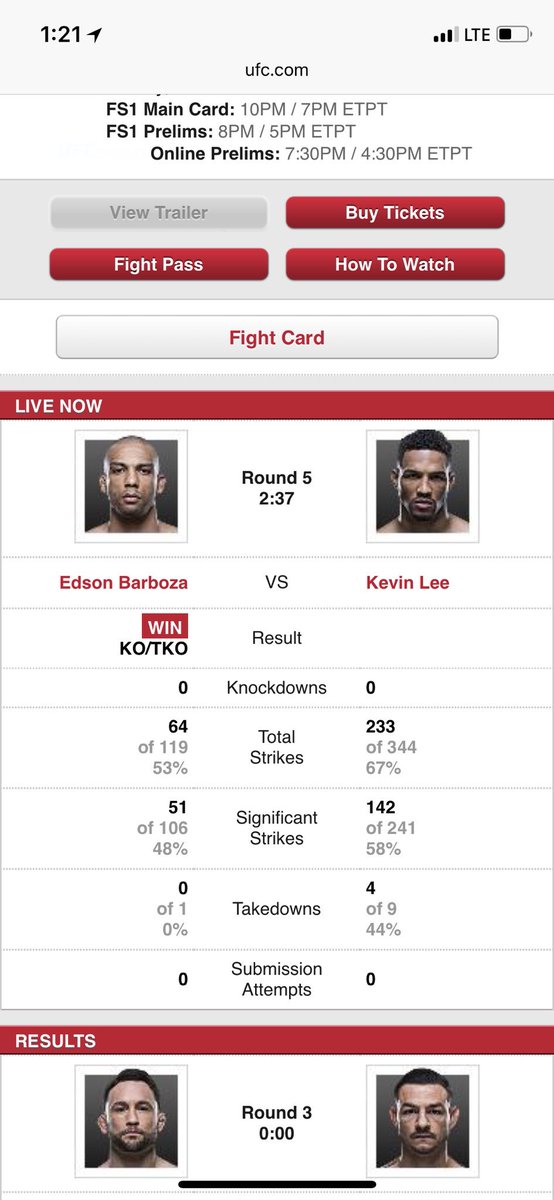 1:21 LTE
ufc.com
FS1 Main Card: 10PM / 7PM ETPT
FS1 Prelims: 8PM / 5PM ETPT
Online Prelims: 7:30PM / 4:30PM ETPT
View Trailer Buy Tickets
Fight Pass How To Watch
Fight Card
LIVE NOW
Round 5
2:37
Edson Barboza VS Kevin Lee
WIN
KO/TKO Result
0 Knockdowns 0
64 Total Strikes 233
of 119 of 344
53% 67%
51 Significant Strikes 142
of 106 of 241
48% 58%
0 Takedowns 4
of 1 of 9
0% 44%
0 Submission Attempts 0
RESULTS
Round 3
0:00